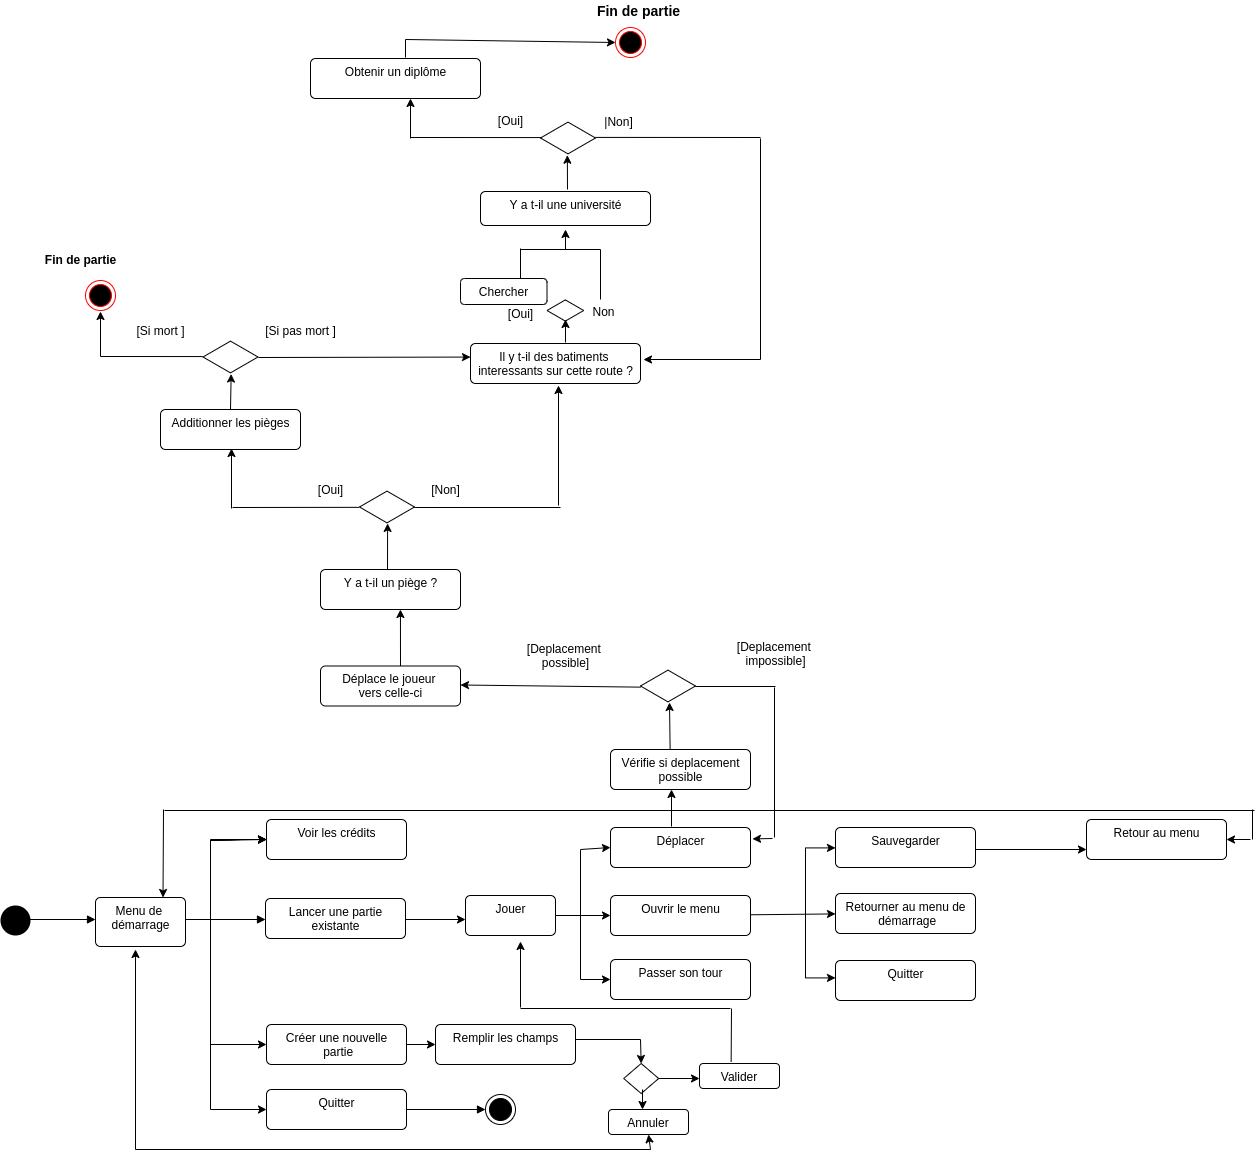 Fin de partie
Obtenir un diplôme
[Oui]
|Non]
Y a t-il une université
Fin de partie
Chercher
[Oui]
Non
[Si mort ]
[Si pas mort ]
Il y t-il des batiments
interessants sur cette route ?
Additionner les pièges
[Oui]
[Non]
Y a t-il un piège ?
[Deplacement
possible]
[Deplacement
impossible]
Déplace le joueur
vers celle-ci
Vérifie si deplacement
possible
Voir les crédits
Déplacer
Sauvegarder
Retour au menu
Menu de
démarrage
Lancer une partie
existante
Jouer
Ouvrir le menu
Retourner au menu de
démarrage
Passer son tour
Quitter
Créer une nouvelle
partie
Remplir les champs
Valider
Quitter
Annuler